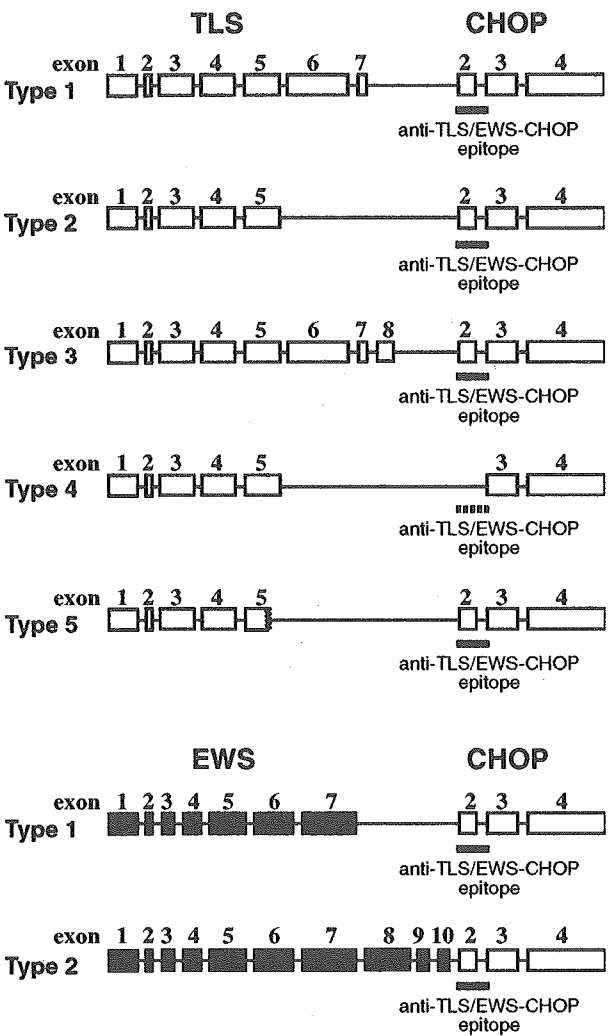 TLS CHOP
exon 1 2 3 4 5 6 7 2 3 4
Type 1
anti-TLS/EWS-CHOP
epitope
exon 1 2 3 4 5 2 3 4
Type 2
anti-TLS/EWS-CHOP
epitope
exon 1 2 3 4 5 6 7 8 2 3 4
Type 3
anti-TLS/EWS-CHOP
epitope
exon 1 2 3 4 5 3 4
Type 4
anti-TLS/EWS-CHOP
epitope
exon 1 2 3 4 5 2 3 4
Type 5
anti-TLS/EWS-CHOP
epitope
EWS CHOP
exon 1 2 3 4 5 6 7 2 3 4
Type 1
anti-TLS/EWS-CHOP
epitope
exon 1 2 3 4 5 6 7 8 9 10 2 3 4
Type 2
anti-TLS/EWS-CHOP
epitope